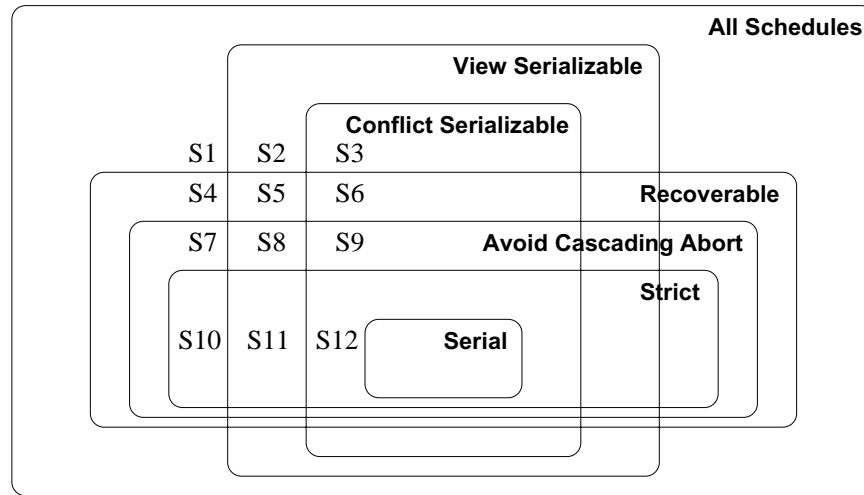 All Schedules
View Serializable
Conflict Serializable
S1 S2 S3
S4 S5 S6 Recoverable
S7 S8 S9 Avoid Cascading Abort
Strict
S10 S11 S12 Serial